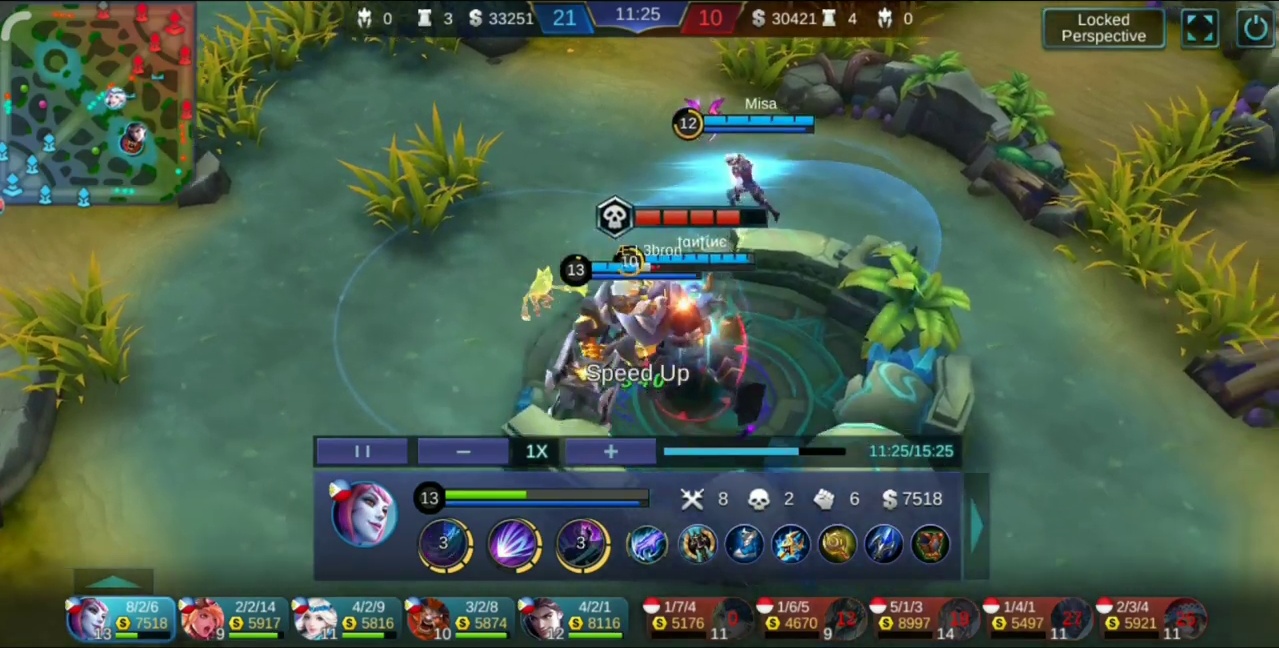 0 3 $ 33251 21 11:25 10 $ 30421 4 0
Locked
Perspective
Misa
12
tαɴtiɴє
L3bron
10
13
Speed Up
1X
11:25/15:25
13
8 2 6 $ 7518
3 3
8/2/6 2/2/14 4/2/9 3/2/8 4/2/1 1/7/4 1/6/5 5/1/3 1/4/1 2/3/4
7518 5917 5816 5874 8116 5176 4670 8997 5497 5921
13 9 11 10 12 11 9 14 11 11